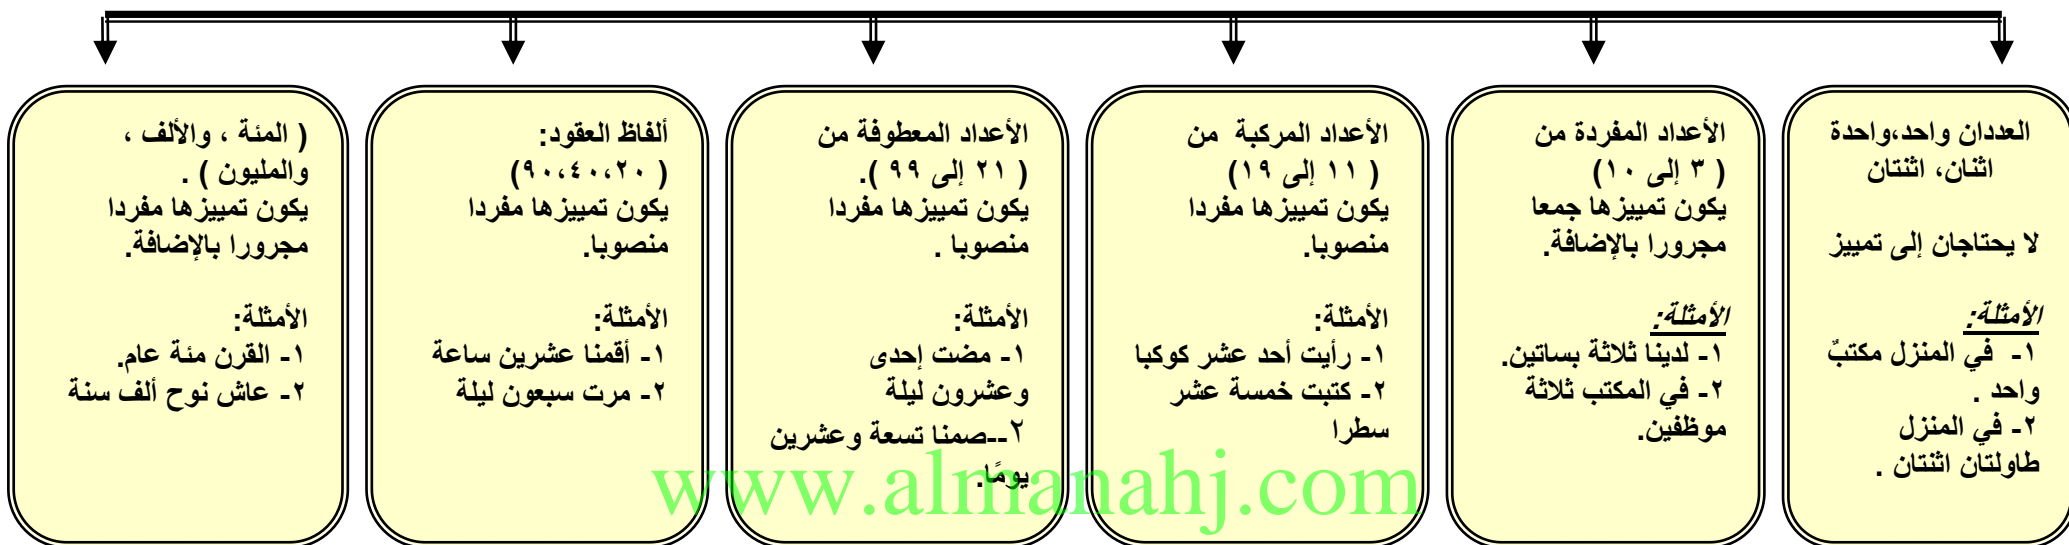 العددان واحد،واحدة
اثنان، اثنتان
لا يحتاجان إلى تمييز
الأمثلة:
١- في المنزل مكتبٌ
واحد .
٢- في المنزل
طاولتان اثنتان .
الأعداد المفردة من
( ٣ إلى ١٠)
يكون تمييزها جمعا
مجرورا بالإضافة.
الأمثلة:
١- لدينا ثلاثة بساتين.
٢- في المكتب ثلاثة
موظفين.
الأعداد المركبة من
( ١١ إلى ١٩)
يكون تمييزها مفردا
منصوبا.
الأمثلة:
١- رأيت أحد عشر كوكبا
٢- كتبت خمسة عشر
سطرا
الأعداد المعطوفة من
( ٢١ إلى ٩٩ ).
يكون تمييزها مفردا
منصوبا .
الأمثلة:
١- مضت إحدى
وعشرون ليلة
٢--صمنا تسعة وعشرين
يومًا.
ألفاظ العقود:
( ٢٠،٤٠،٩٠)
يكون تمييزها مفردا
منصوبا.
الأمثلة:
١- أقمنا عشرين ساعة
٢- مرت سبعون ليلة
( المئة ، والألف ،
والمليون ) .
يكون تمييزها مفردا
مجرورا بالإضافة.
الأمثلة:
١- القرن مئة عام.
٢- عاش نوح ألف سنة
www.almanahj.com